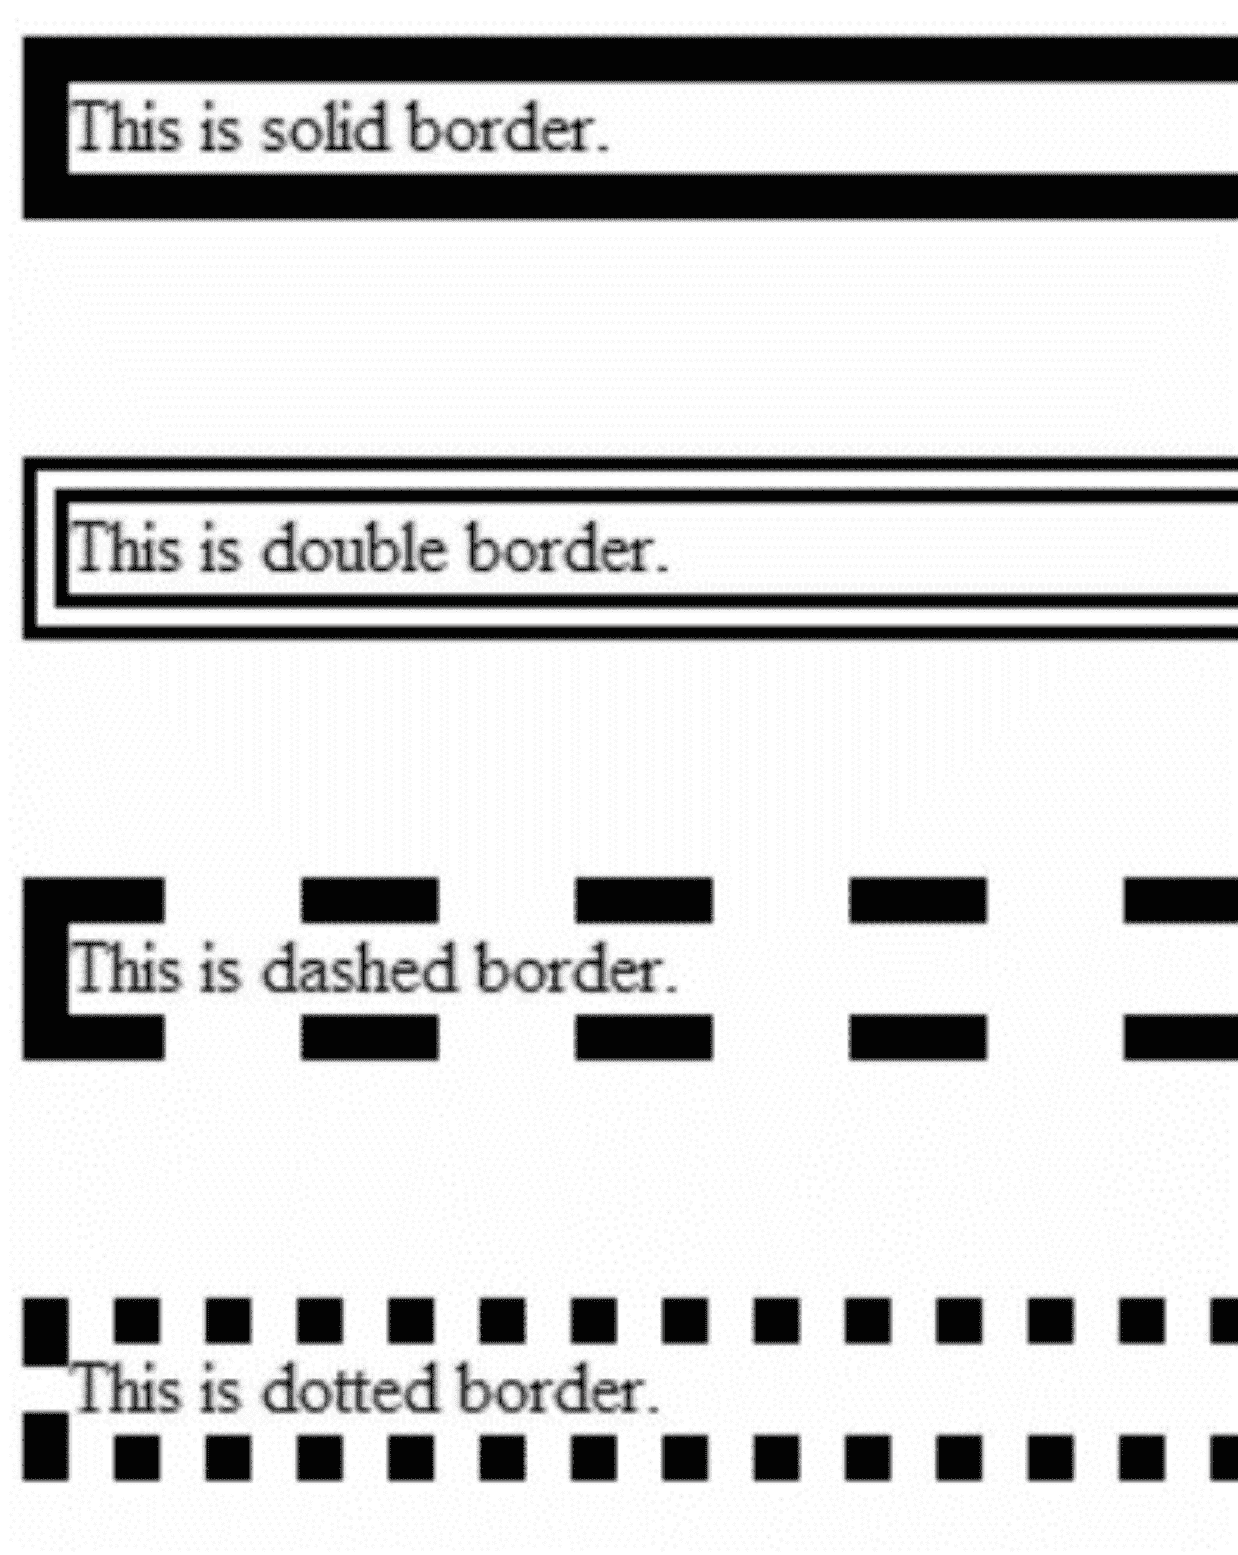 This is solid border.
This is double border.
This is dashed border.
This is dotted border.